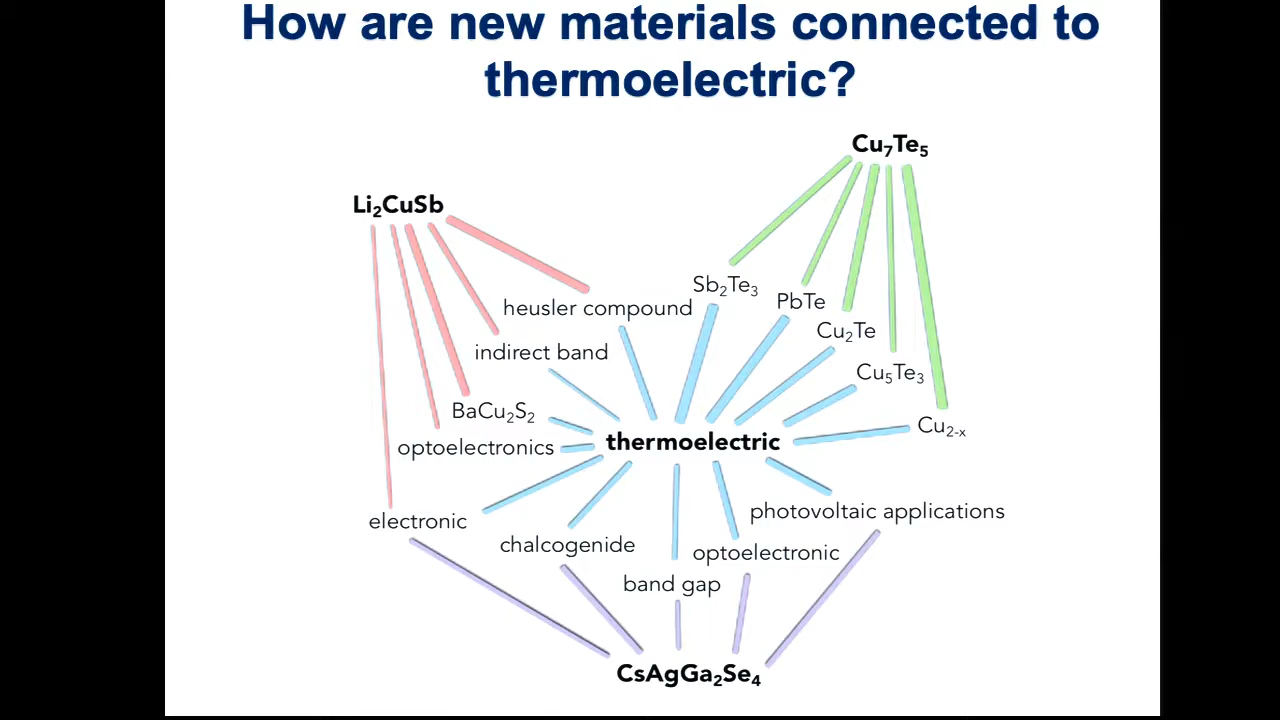 How are new materials connected to
thermoelectric?
Cu₇Te₅
Li₂CuSb
Sb₂Te₃
PbTe
heusler compound
Cu₂Te
indirect band
Cu₅Te₃
BaCu₂S₂
Cu₂₋ₓ
thermoelectric
optoelectronics
photovoltaic applications
electronic
chalcogenide
optoelectronic
band gap
CsAgGa₂Se₄